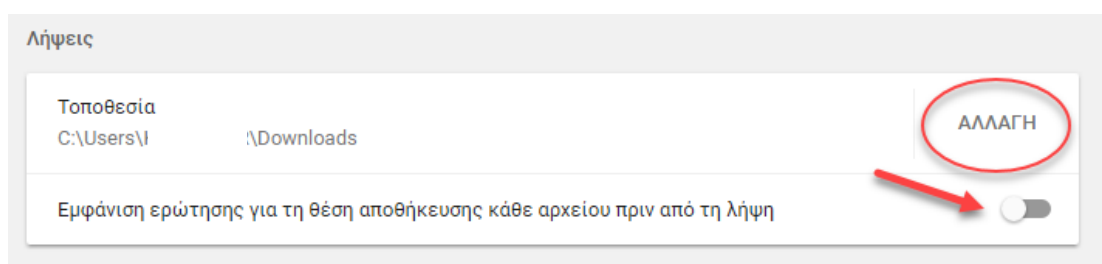 Λήψεις
Τοποθεσία
C:\Users\ \Downloads
ΑΛΛΑΓΗ
Εμφάνιση ερώτησης για τη θέση αποθήκευσης κάθε αρχείου πριν από τη λήψη